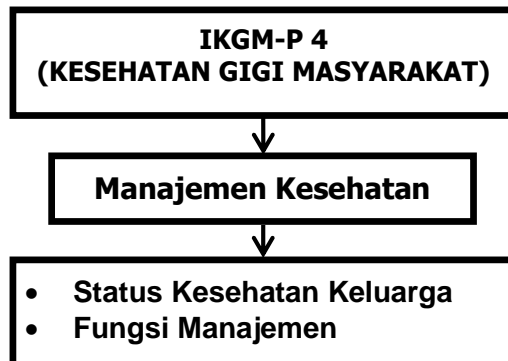 IKGM-P 4
(KESEHATAN GIGI MASYARAKAT)
Manajemen Kesehatan
• Status Kesehatan Keluarga
• Fungsi Manajemen